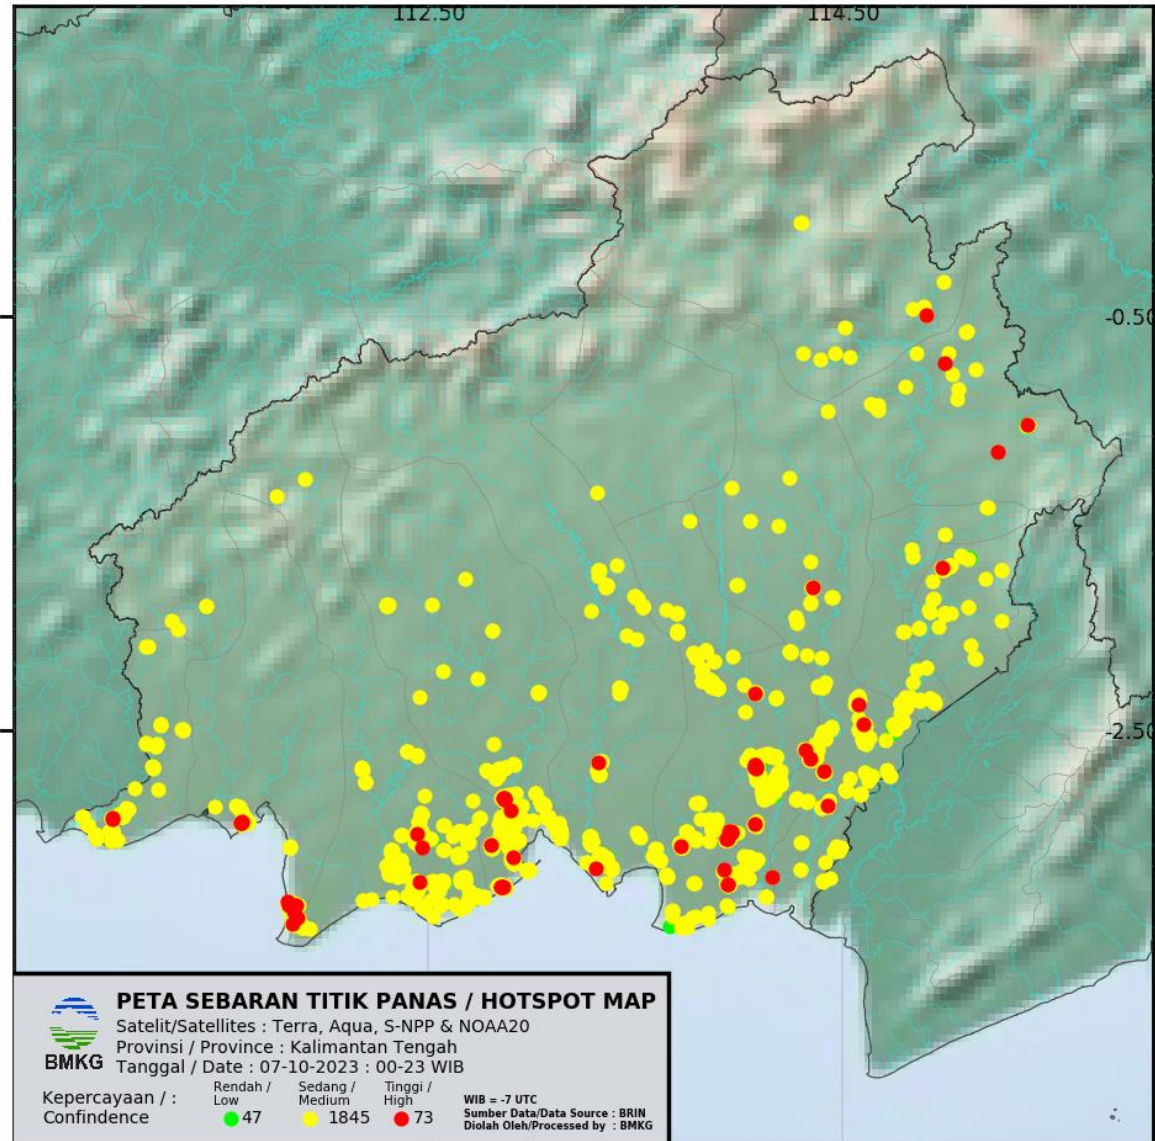 112.50
114.50
-0.50
-2.50
PETA SEBARAN TITIK PANAS / HOTSPOT MAP
Satelit/Satellites : Terra, Aqua, S-NPP & NOAA20
Provinsi / Province : Kalimantan Tengah
BMKG
Tanggal / Date : 07-10-2023 : 00-23 WIB
Kepercayaan / :
Confindence
Rendah /
Low
47
Sedang /
Medium
1845
Tinggi /
High
73
WIB = -7 UTC
Sumber Data/Data Source : BRIN
Diolah Oleh/Processed by : BMKG